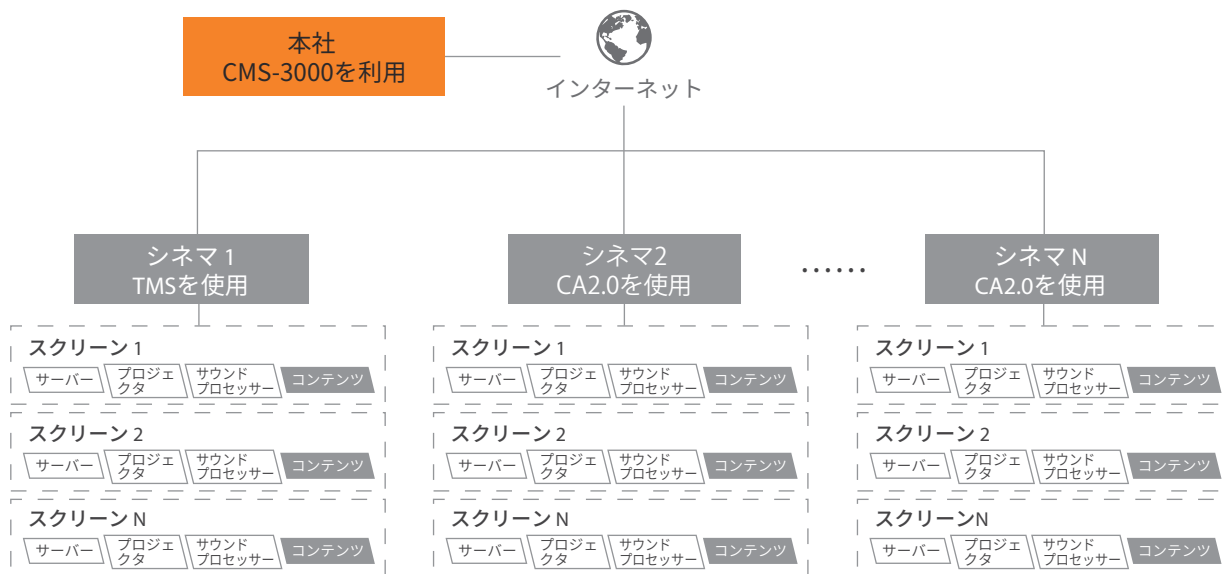 本社
CMS-3000を利用
インターネット
シネマ 1
TMSを使用
シネマ2
CA2.0を使用
......
シネマ N
CA2.0を使用
スクリーン 1
サーバー
プロジェ
クタ
サウンド
プロセッサー
コンテンツ
スクリーン 2
サーバー
プロジェ
クタ
サウンド
プロセッサー
コンテンツ
スクリーン N
サーバー
プロジェ
クタ
サウンド
プロセッサー
コンテンツ
スクリーン 1
サーバー
プロジェ
クタ
サウンド
プロセッサー
コンテンツ
スクリーン 2
サーバー
プロジェ
クタ
サウンド
プロセッサー
コンテンツ
スクリーン N
サーバー
プロジェ
クタ
サウンド
プロセッサー
コンテンツ
スクリーン 1
サーバー
プロジェ
クタ
サウンド
プロセッサー
コンテンツ
スクリーン 2
サーバー
プロジェ
クタ
サウンド
プロセッサー
コンテンツ
スクリーンN
サーバー
プロジェ
クタ
サウンド
プロセッサー
コンテンツ